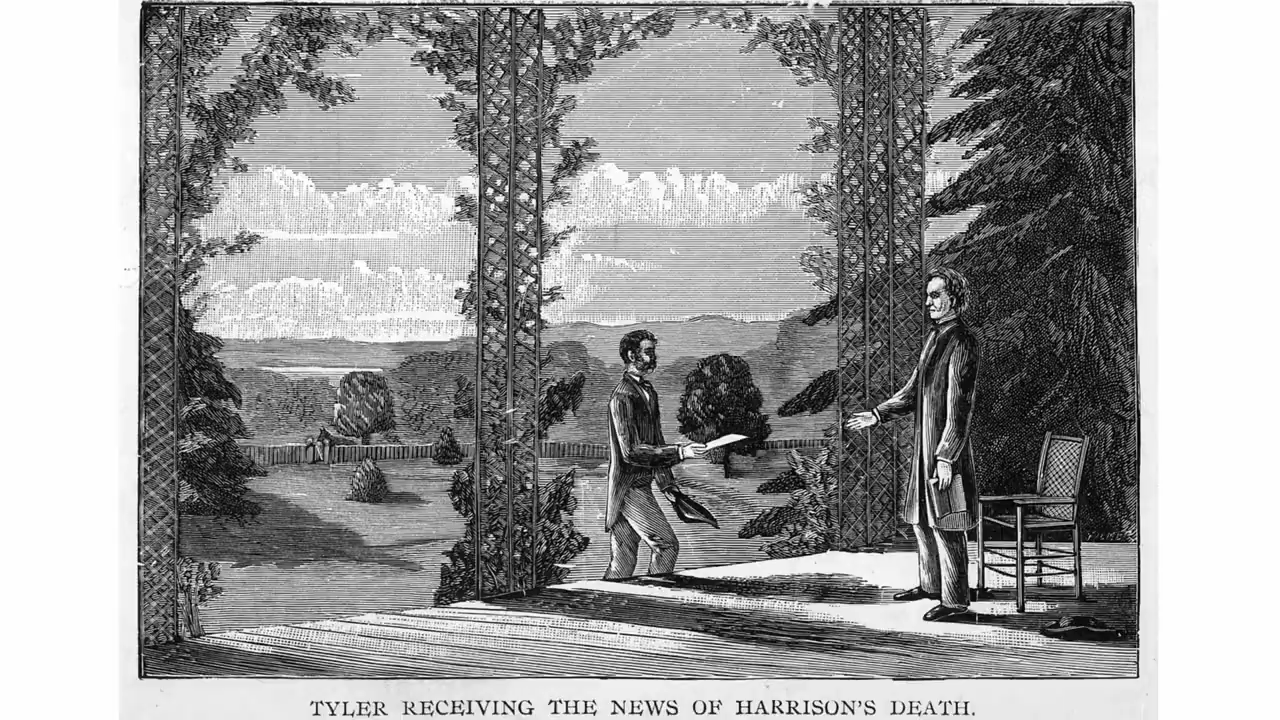 TYLER RECEIVING THE NEWS OF HARRISON'S DEATH.